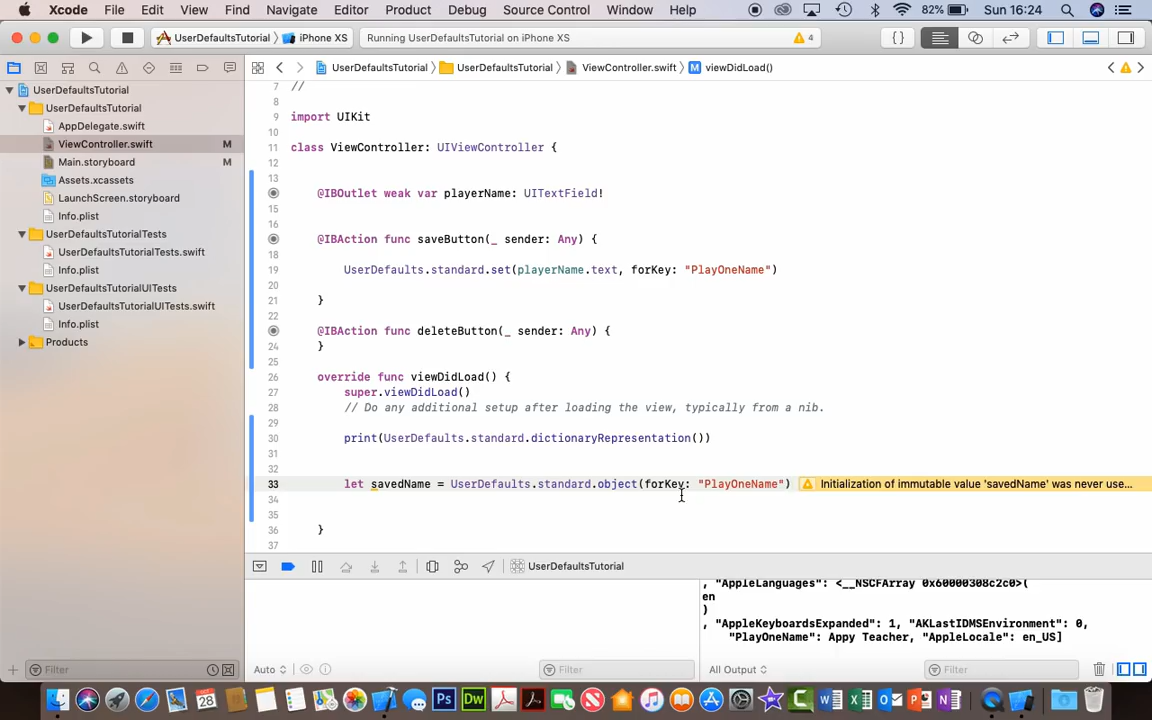 Xcode File Edit View Find Navigate Editor Product Debug Source Control Window Help 82% Sun 16:24
UserDefaultsTutorial iPhone XS Running UserDefaultsTutorial on iPhone XS 4
UserDefaultsTutorial UserDefaultsTutorial ViewController.swift M viewDidLoad()
UserDefaultsTutorial
UserDefaultsTutorial
AppDelegate.swift
ViewController.swift M
Main.storyboard M
Assets.xcassets
LaunchScreen.storyboard
Info.plist
UserDefaultsTutorialTests
UserDefaultsTutorialTests.swift
Info.plist
UserDefaultsTutorialUITests
UserDefaultsTutorialUITests.swift
Info.plist
Products
7 //
8
9 import UIKit
10
11 class ViewController: UIViewController {
12
13
14 @IBOutlet weak var playerName: UITextField!
15
16
17 @IBAction func saveButton(_ sender: Any) {
18
19 UserDefaults.standard.set(playerName.text, forKey: "PlayOneName")
20
21 }
22
23 @IBAction func deleteButton(_ sender: Any) {
24 }
25
26 override func viewDidLoad() {
27 super.viewDidLoad()
28 // Do any additional setup after loading the view, typically from a nib.
29
30 print(UserDefaults.standard.dictionaryRepresentation())
31
32
33 let savedName = UserDefaults.standard.object(forKey: "PlayOneName") Initialization of immutable value 'savedName' was never use...
34
35
36 }
37
UserDefaultsTutorial
, "AppleLanguages": <__NSCFArray 0x60000308c2c0>(
en
)
, "AppleKeyboardsExpanded": 1, "AKLastIDMSEnvironment": 0,
"PlayOneName": Appy Teacher, "AppleLocale": en_US]
Filter Auto Filter All Output Filter
28 Ps Dw W X P N